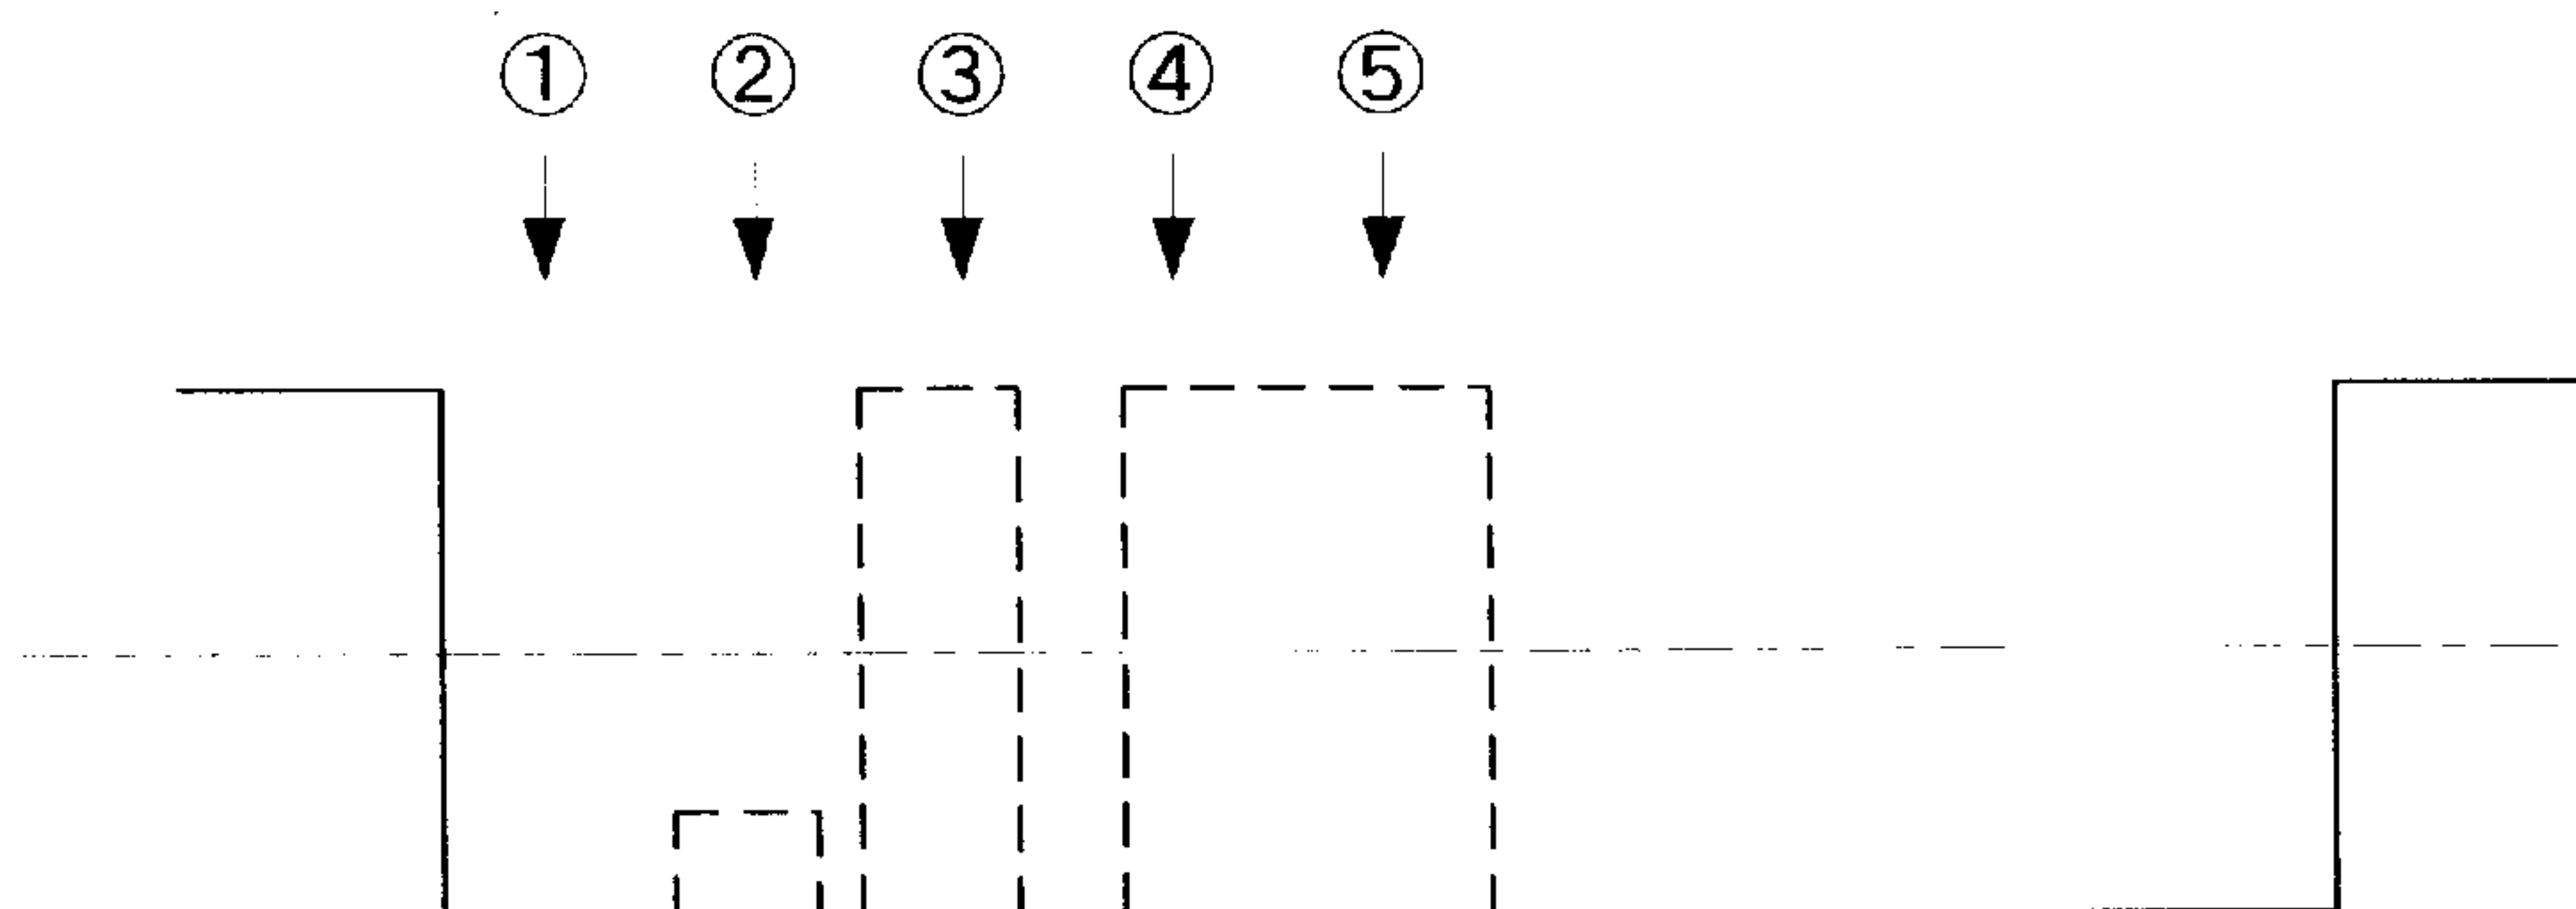 ① ② ③ ④ ⑤